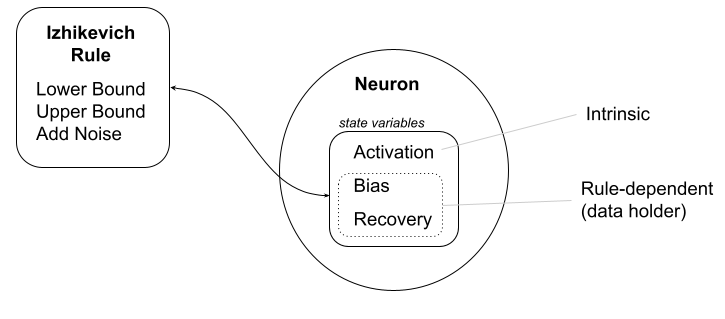 Izhikevich
Rule
Lower Bound
Upper Bound
Add Noise
Neuron
state variables
Activation
Bias
Recovery
Intrinsic
Rule-dependent
(data holder)